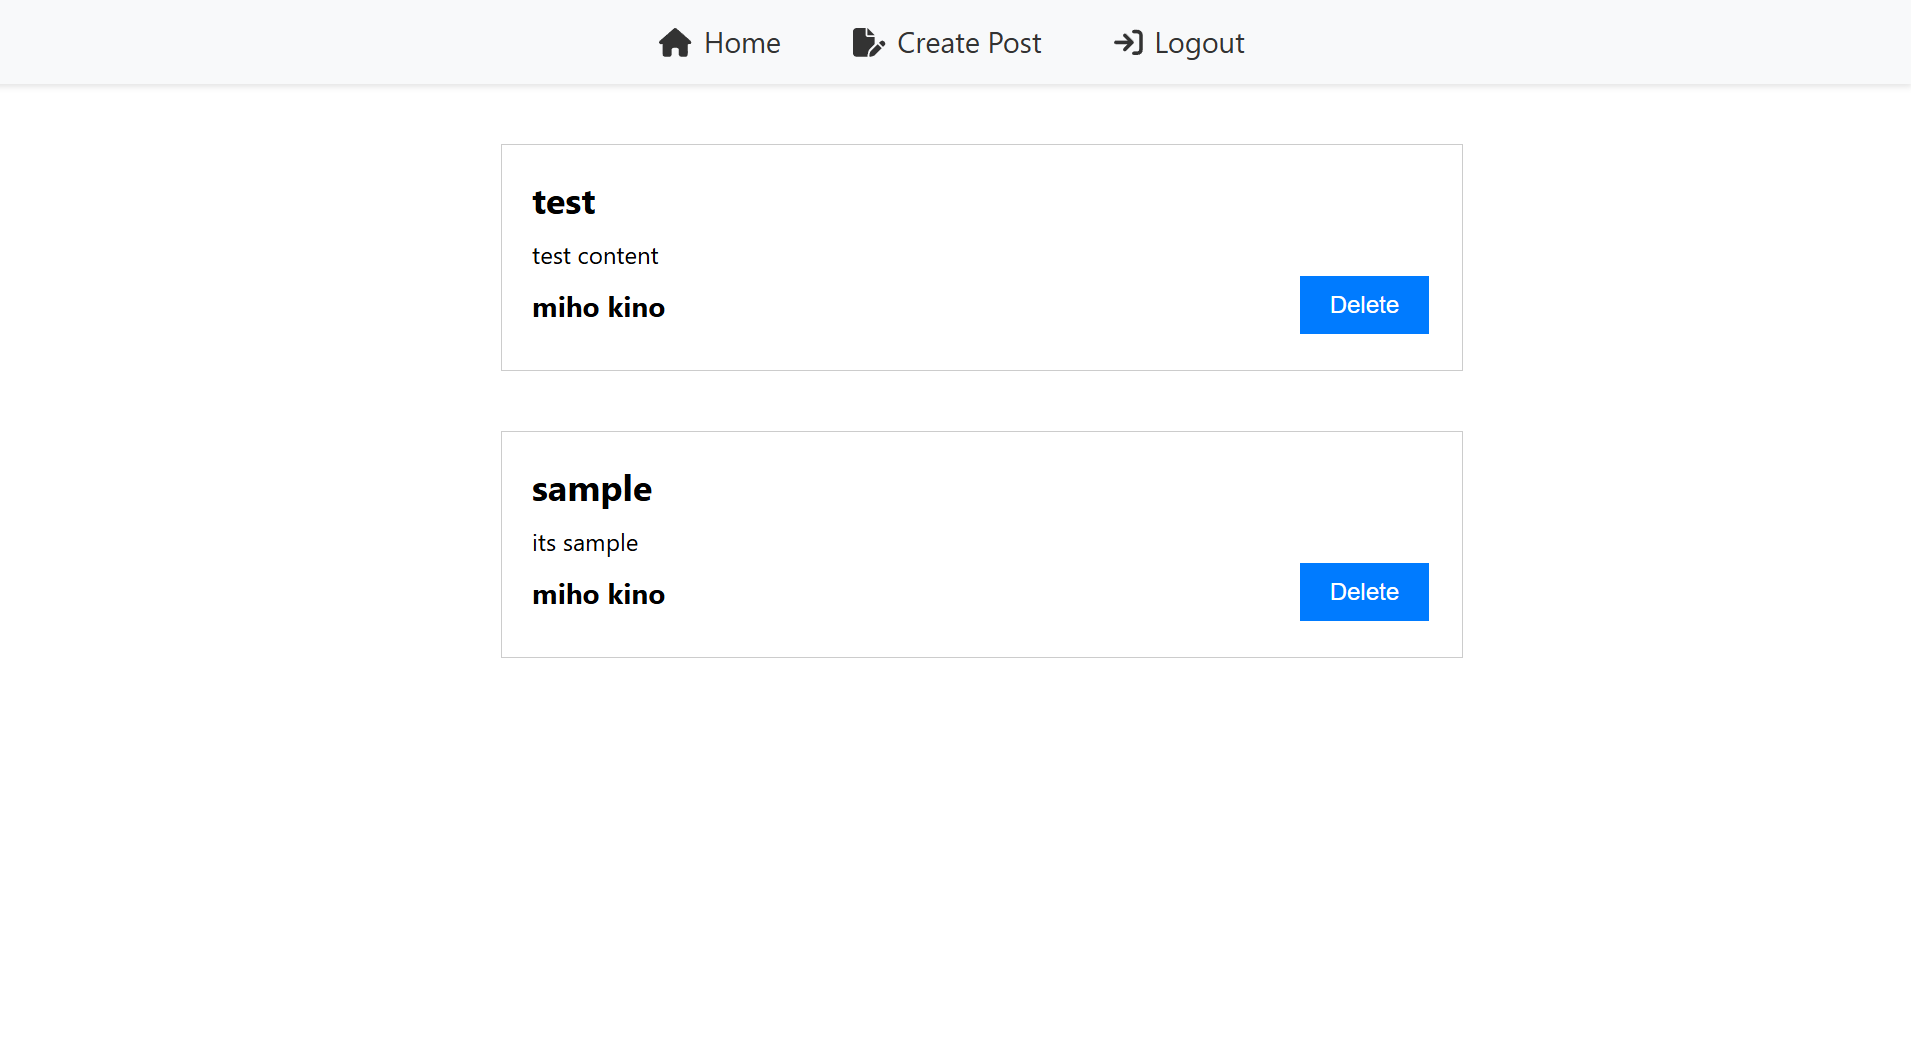 Home Create Post Logout
test
test content
miho kino
Delete
sample
its sample
miho kino
Delete